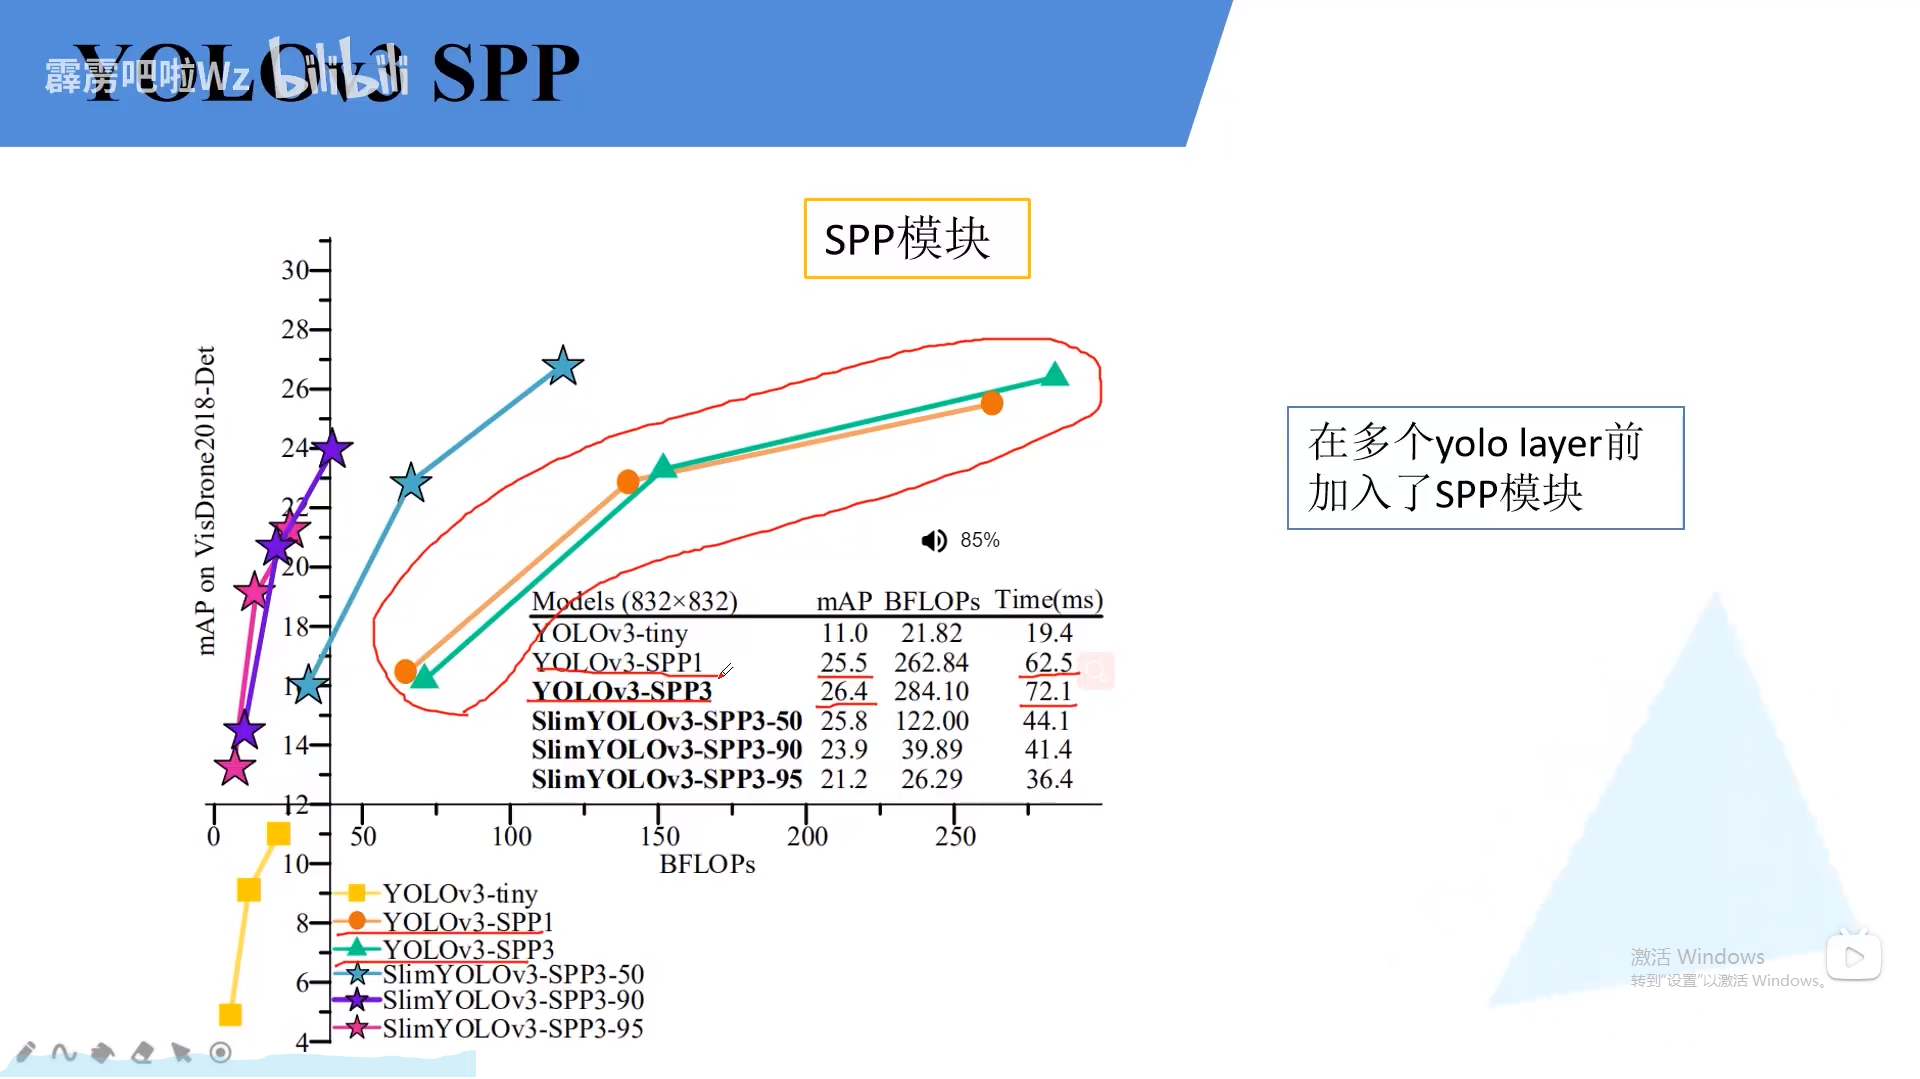 YOLOv3 SPP
霹雳吧啦Wz bilibili
SPP模块
mAP on VisDrone2018-Det
30
28
26
24
22
20
18
16
14
12
10
8
6
4
0 50 100 150 200 250
BFLOPs
Models (832×832) mAP BFLOPs Time(ms)
YOLOv3-tiny 11.0 21.82 19.4
YOLOv3-SPP1 25.5 262.84 62.5
YOLOv3-SPP3 26.4 284.10 72.1
SlimYOLOv3-SPP3-50 25.8 122.00 44.1
SlimYOLOv3-SPP3-90 23.9 39.89 41.4
SlimYOLOv3-SPP3-95 21.2 26.29 36.4
YOLOv3-tiny
YOLOv3-SPP1
YOLOv3-SPP3
SlimYOLOv3-SPP3-50
SlimYOLOv3-SPP3-90
SlimYOLOv3-SPP3-95
85%
在多个yolo layer前
加入了SPP模块
激活 Windows
转到“设置”以激活 Windows。